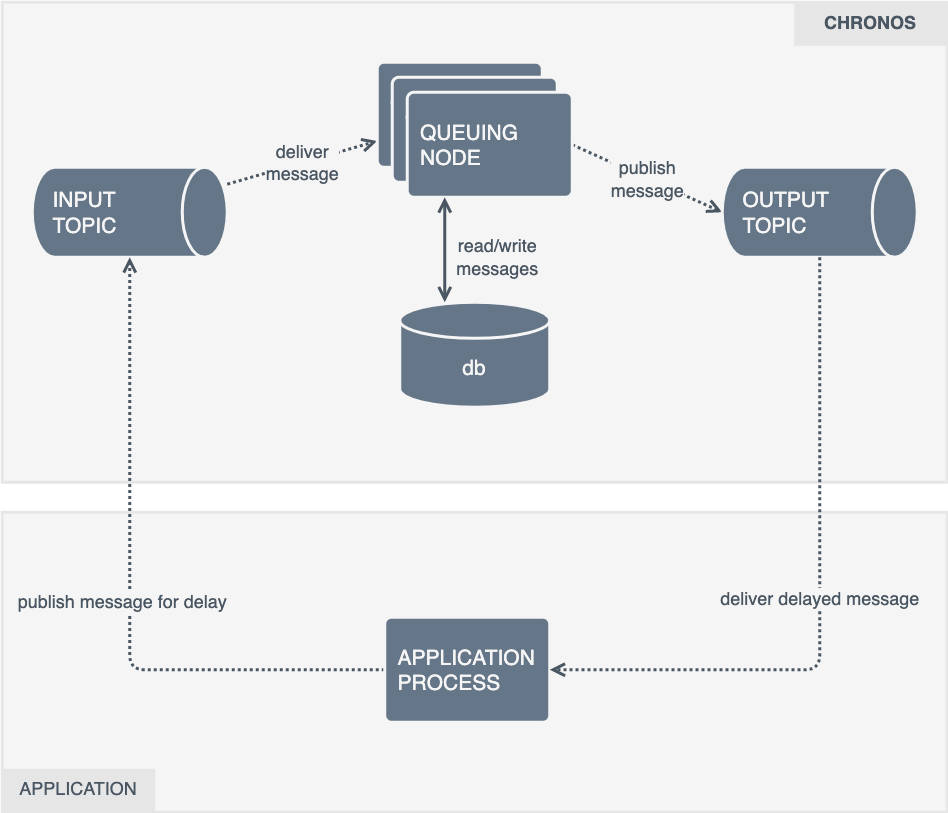 CHRONOS
QUEUING
NODE
deliver
message
publish
message
INPUT
TOPIC
OUTPUT
TOPIC
read/write
messages
db
publish message for delay
deliver delayed message
APPLICATION
PROCESS
APPLICATION